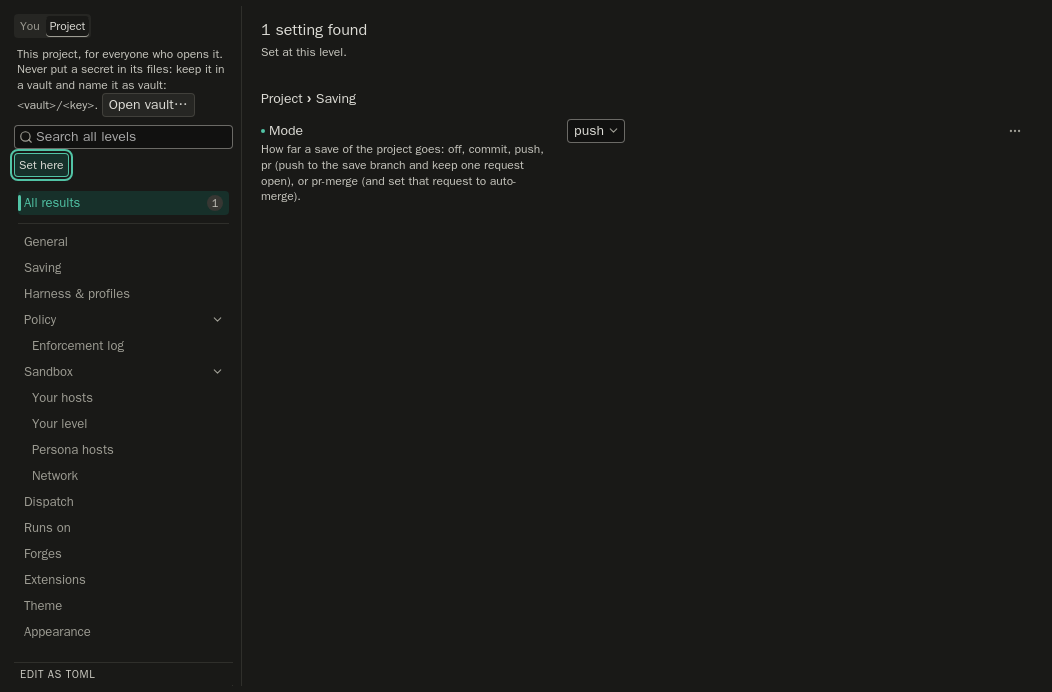 You Project
This project, for everyone who opens it.
Never put a secret in its files: keep it in
a vault and name it as vault:
<vault>/<key>. Open vault···
Search all levels
Set here
All results 1
General
Saving
Harness & profiles
Policy
Enforcement log
Sandbox
Your hosts
Your level
Persona hosts
Network
Dispatch
Runs on
Forges
Extensions
Theme
Appearance
EDIT AS TOML
1 setting found
Set at this level.
Project › Saving
Mode
push
How far a save of the project goes: off, commit, push,
pr (push to the save branch and keep one request
open), or pr-merge (and set that request to auto-
merge).